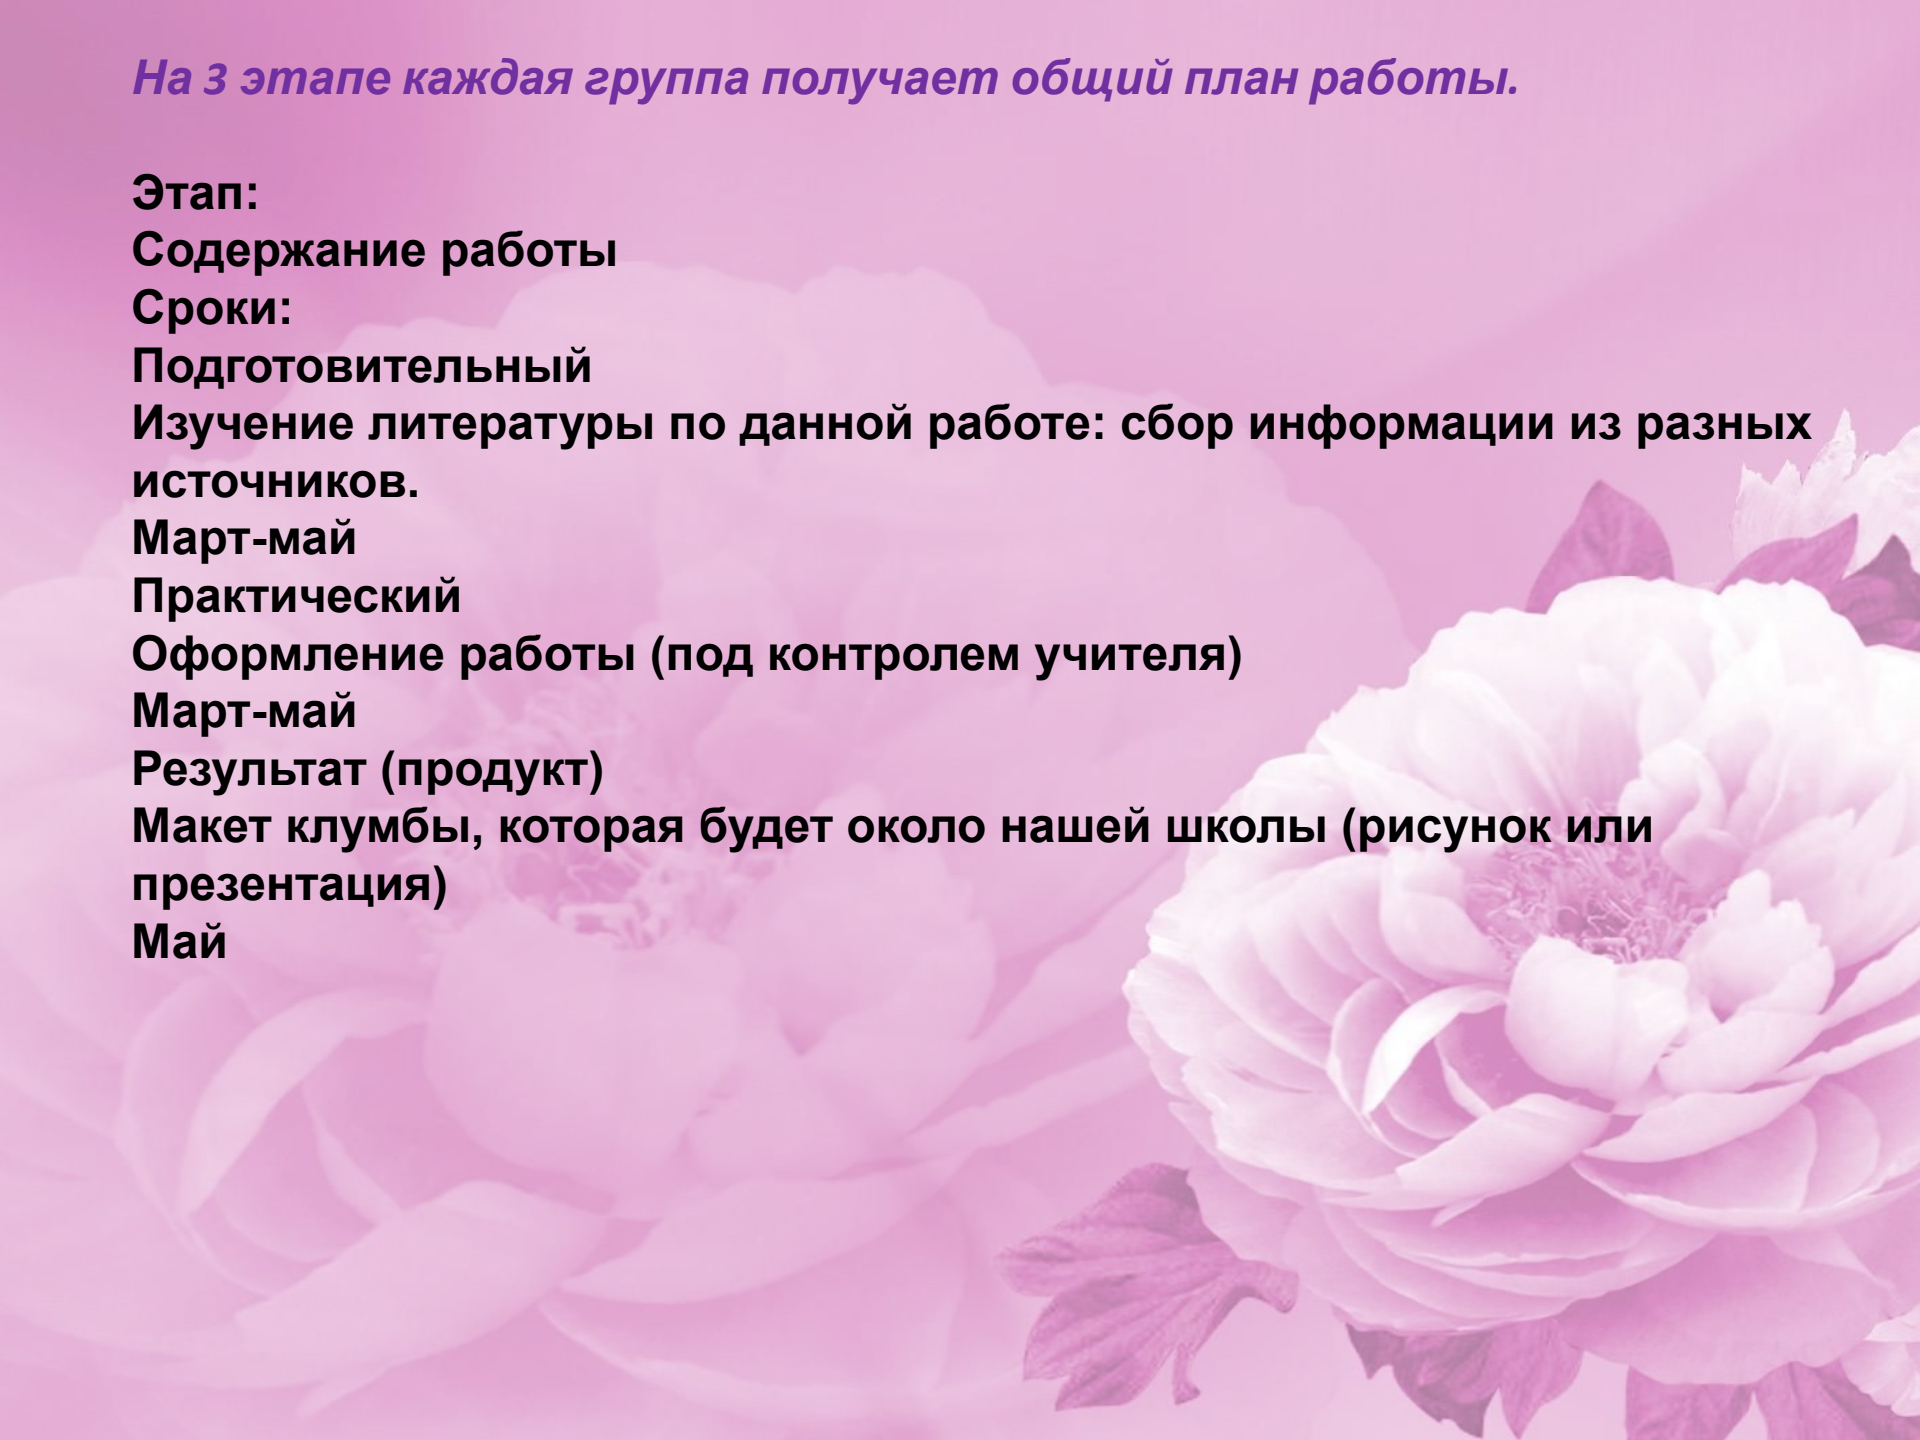 На 3 этапе каждая группа получает общий план работы.
Этап:
Содержание работы
Сроки:
Подготовительный
Изучение литературы по данной работе: сбор информации из разных
источников.
Март-май
Практический
Оформление работы (под контролем учителя)
Март-май
Результат (продукт)
Макет клумбы, которая будет около нашей школы (рисунок или
презентация)
Май